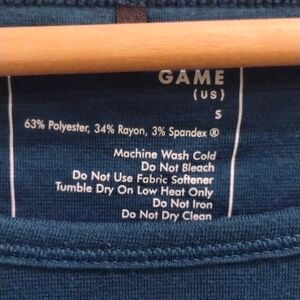 GAME
(US)
S
63% Polyester, 34% Rayon, 3% Spandex ®
Machine Wash Cold
Do Not Bleach
Do Not Use Fabric Softener
Tumble Dry On Low Heat Only
Do Not Iron
Do Not Dry Clean